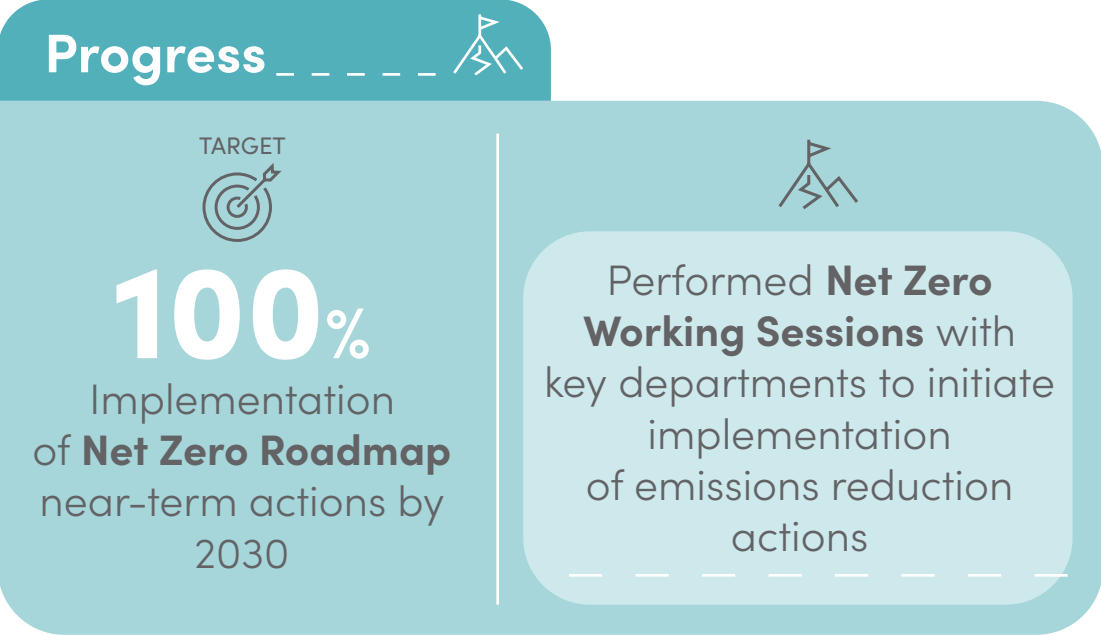 Progress
TARGET
100%
Implementation
of Net Zero Roadmap
near-term actions by
2030
Performed Net Zero
Working Sessions with
key departments to initiate
implementation
of emissions reduction
actions